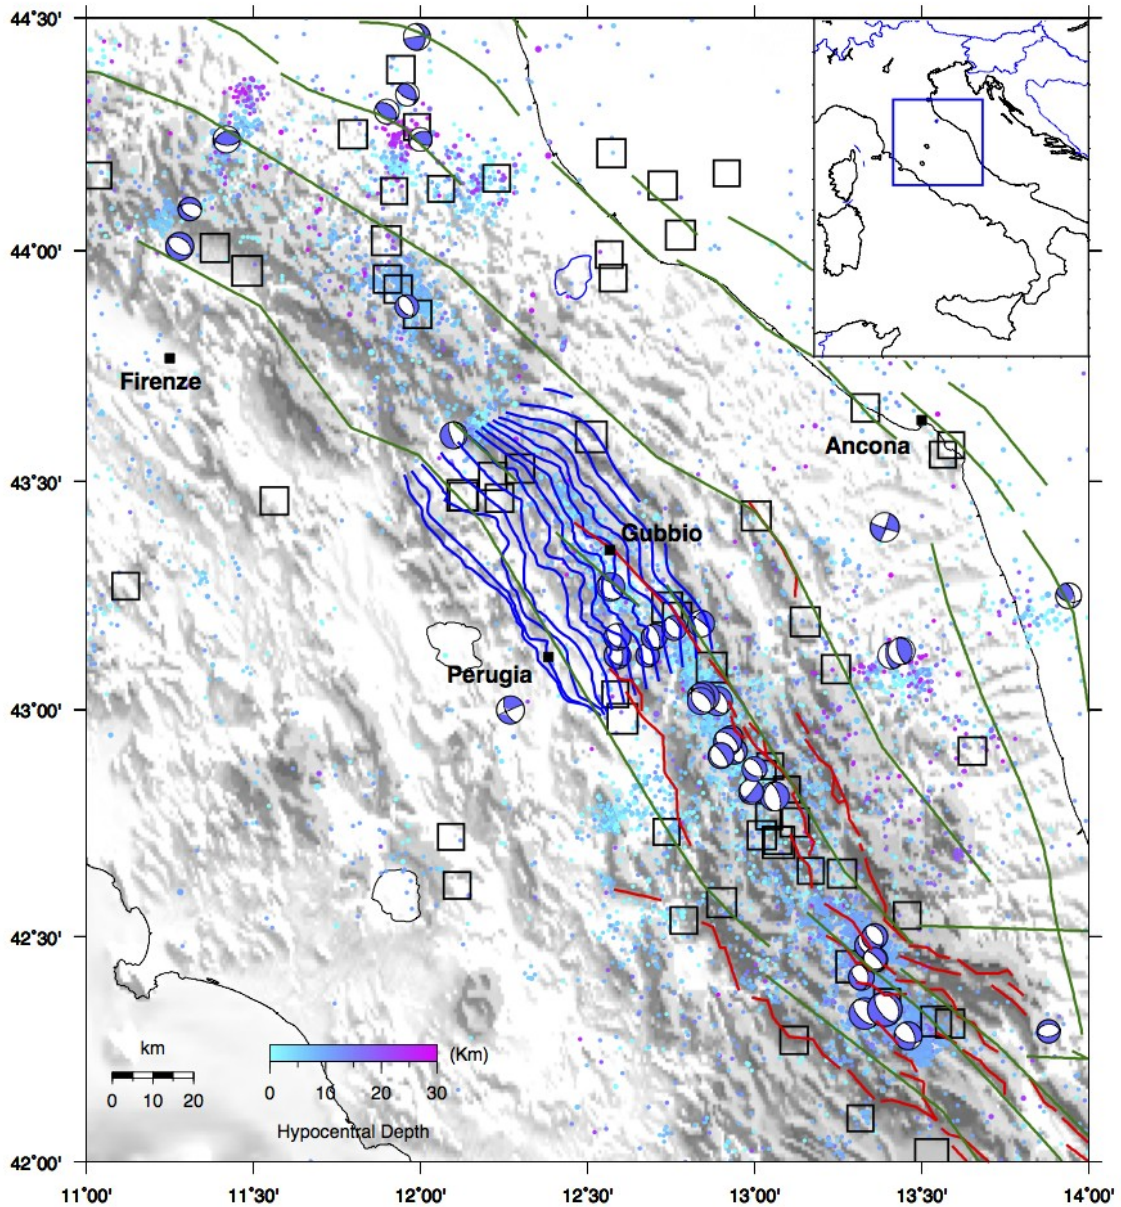 44˚30'
44˚00'
Firenze
Ancona
43˚30'
Gubbio
Perugia
43˚00'
42˚30'
km
0 10 20
(Km)
0 10 20 30
Hypocentral Depth
42˚00'
11˚00' 11˚30' 12˚00' 12˚30' 13˚00' 13˚30' 14˚00'